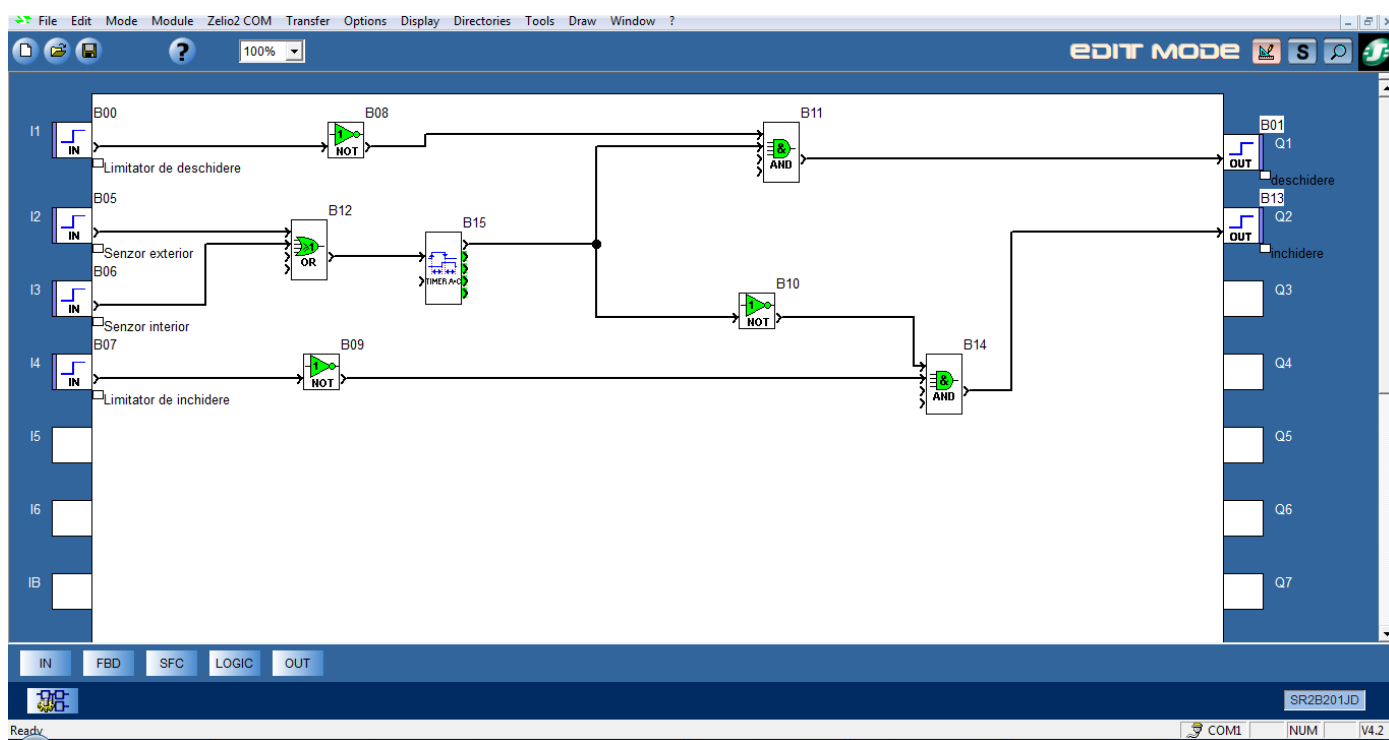 File Edit Mode Module Zelio2 COM Transfer Options Display Directories Tools Draw Window ?
? 100% EDIT MODE S
B00 B08 B11
I1 IN 1 NOT & AND B01 Q1 OUT
Limitator de deschidere deschidere
B05 B12 B15 B13
I2 IN ≥1 OR TIMER A•C Q2 OUT
Senzor exterior inchidere
B06 B10
I3 IN 1 NOT Q3
Senzor interior
B07 B09 B14
I4 IN 1 NOT & AND Q4
Limitator de inchidere
I5 Q5
I6 Q6
IB Q7
IN FBD SFC LOGIC OUT
SR2B201JD
Ready COM1 NUM V4.2